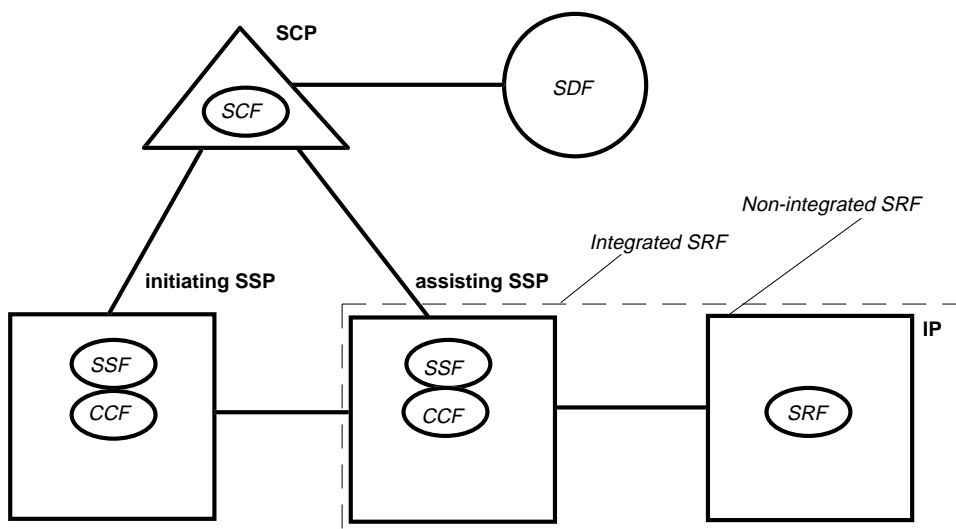 SCP
SDF
SCF
Non-integrated SRF
Integrated SRF
initiating SSP
assisting SSP
IP
SSF
SSF
CCF
CCF
SRF